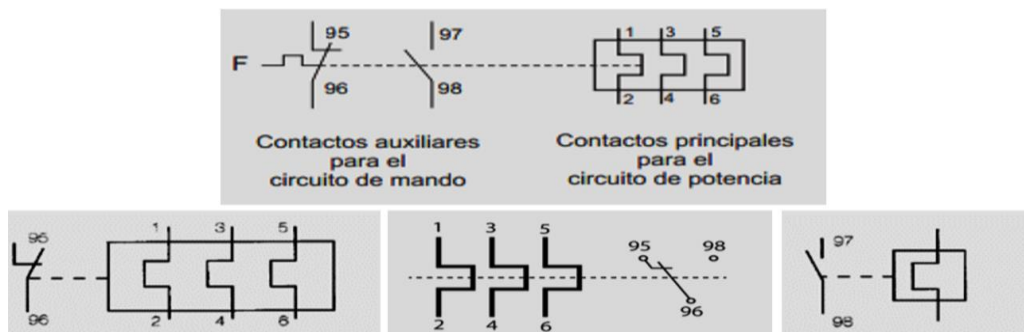 95 97 1 3 5
F
96 98 2 4 6
Contactos auxiliares
para el
circuito de mando
Contactos principales
para el
circuito de potencia
95 1 3 5
96 2 4 6
1 3 5
95 98
96
2 4 6
97
98